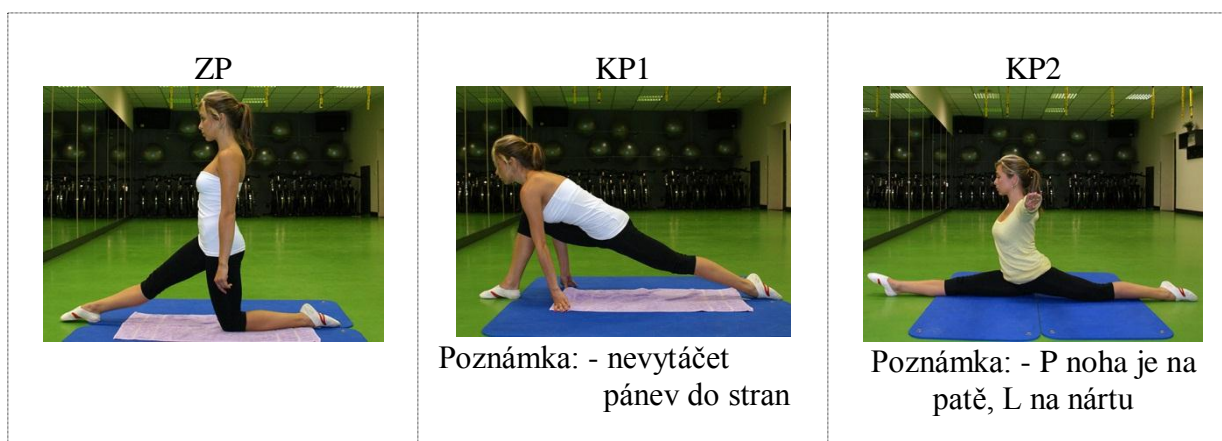 ZP
KP1
Poznámka: - nevytáčet
pánev do stran
KP2
Poznámka: - P noha je na
patě, L na nártu